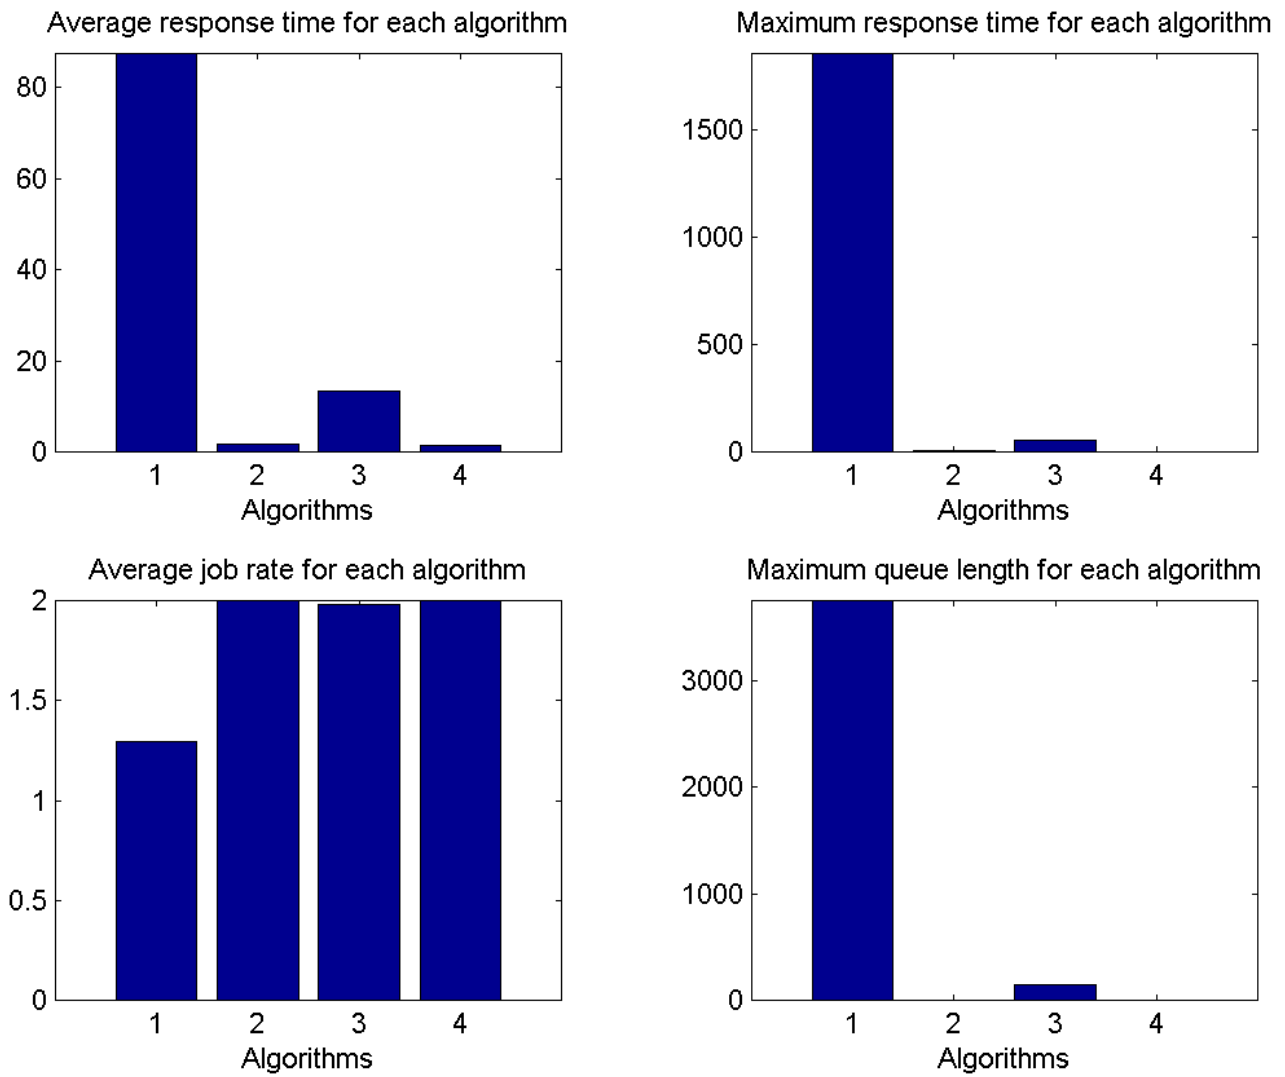 Average response time for each algorithm
80
60
40
20
0
1 2 3 4
Algorithms
Maximum response time for each algorithm
1500
1000
500
0
1 2 3 4
Algorithms
Average job rate for each algorithm
2
1.5
1
0.5
0
1 2 3 4
Algorithms
Maximum queue length for each algorithm
3000
2000
1000
0
1 2 3 4
Algorithms